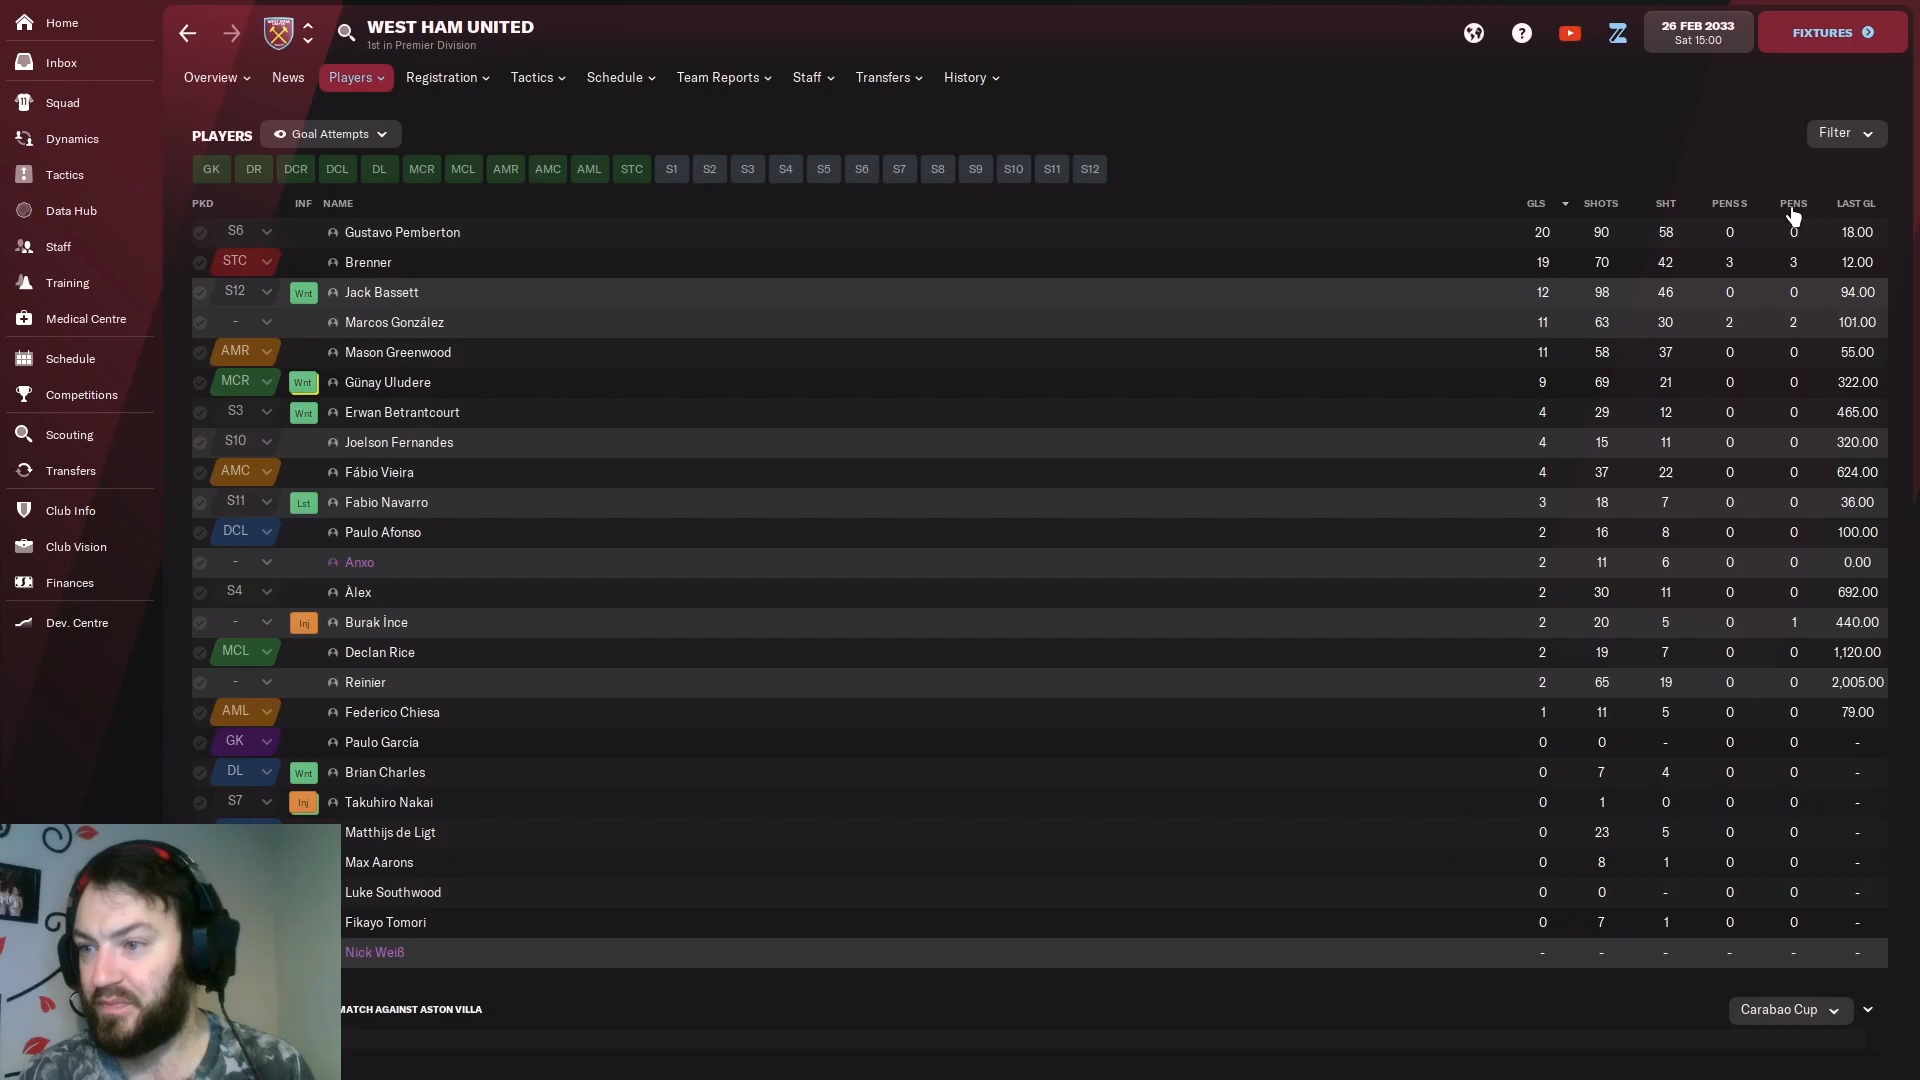 Home
Inbox
Squad
Dynamics
Tactics
Data Hub
Staff
Training
Medical Centre
Schedule
Competitions
Scouting
Transfers
Club Info
Club Vision
Finances
Dev. Centre
WEST HAM UNITED
1st in Premier Division
26 FEB 2033
Sat 15:00
FIXTURES
Overview News Players Registration Tactics Schedule Team Reports Staff Transfers History
PLAYERS Goal Attempts Filter
GK DR DCR DCL DL MCR MCL AMR AMC AML STC S1 S2 S3 S4 S5 S6 S7 S8 S9 S10 S11 S12
PKD INF NAME GLS SHOTS SHT PENS S PENS LAST GL
S6 Gustavo Pemberton 20 90 58 0 0 18.00
STC Brenner 19 70 42 3 3 12.00
S12 Wnt Jack Bassett 12 98 46 0 0 94.00
- Marcos González 11 63 30 2 2 101.00
AMR Mason Greenwood 11 58 37 0 0 55.00
MCR Wnt Günay Uludere 9 69 21 0 0 322.00
S3 Wnt Erwan Betrantcourt 4 29 12 0 0 465.00
S10 Joelson Fernandes 4 15 11 0 0 320.00
AMC Fábio Vieira 4 37 22 0 0 624.00
S11 Lst Fabio Navarro 3 18 7 0 0 36.00
DCL Paulo Afonso 2 16 8 0 0 100.00
- Anxo 2 11 6 0 0 0.00
S4 Àlex 2 30 11 0 0 692.00
- Inj Burak İnce 2 20 5 0 1 440.00
MCL Declan Rice 2 19 7 0 0 1,120.00
- Reinier 2 65 19 0 0 2,005.00
AML Federico Chiesa 1 11 5 0 0 79.00
GK Paulo García 0 0 - 0 0 -
DL Wnt Brian Charles 0 7 4 0 0 -
S7 Inj Takuhiro Nakai 0 1 0 0 0 -
Matthijs de Ligt 0 23 5 0 0 -
Max Aarons 0 8 1 0 0 -
Luke Southwood 0 0 - 0 0 -
Fikayo Tomori 0 7 1 0 0 -
Nick Weiß - - - - - -
MATCH AGAINST ASTON VILLA Carabao Cup